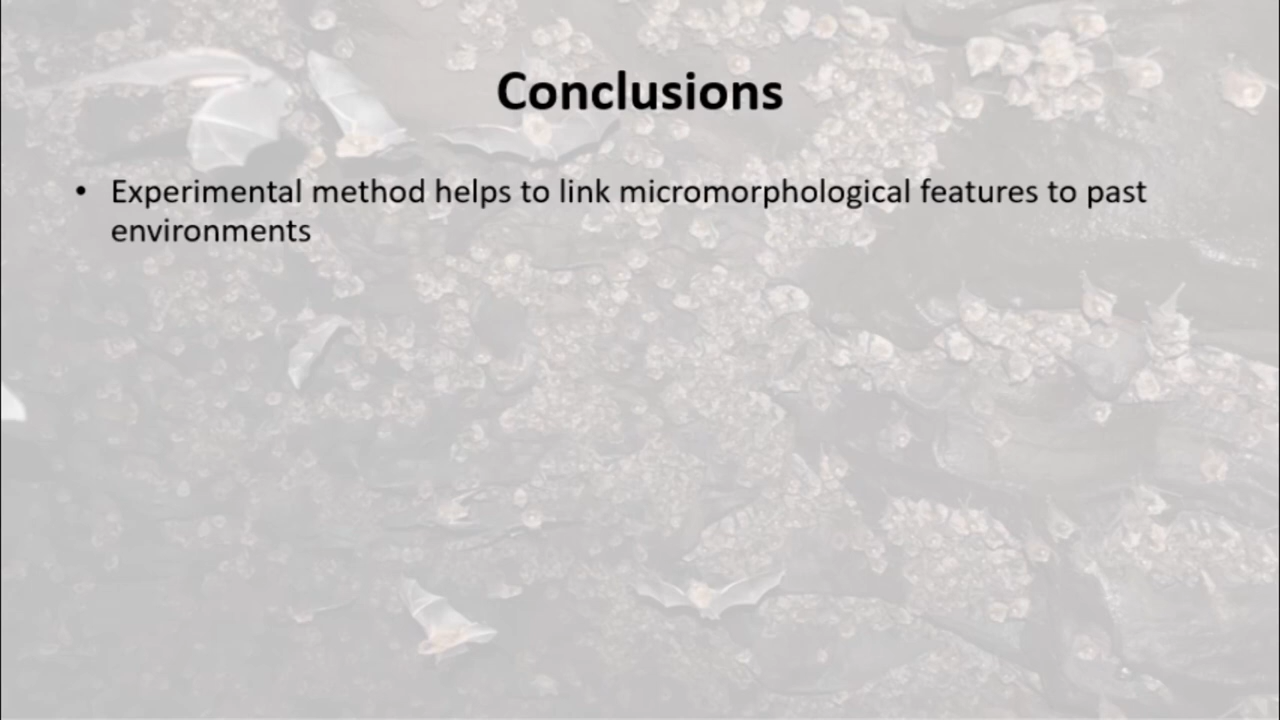 Conclusions
• Experimental method helps to link micromorphological features to past
environments